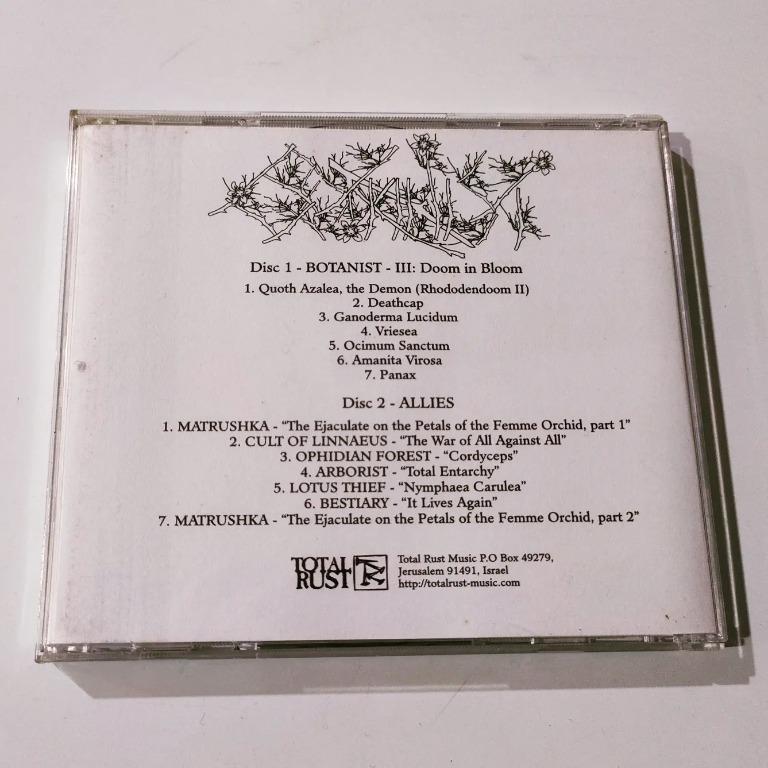 BOTANIST
Disc 1 - BOTANIST - III: Doom in Bloom
1. Quoth Azalea, the Demon (Rhododendoom II)
2. Deathcap
3. Ganoderma Lucidum
4. Vriesea
5. Ocimum Sanctum
6. Amanita Virosa
7. Panax
Disc 2 - ALLIES
1. MATRUSHKA - “The Ejaculate on the Petals of the Femme Orchid, part 1”
2. CULT OF LINNAEUS - “The War of All Against All”
3. OPHIDIAN FOREST - “Cordyceps”
4. ARBORIST - “Total Entarchy”
5. LOTUS THIEF - “Nymphaea Carulea”
6. BESTIARY - “It Lives Again”
7. MATRUSHKA - “The Ejaculate on the Petals of the Femme Orchid, part 2”
TOTAL
RUST
Total Rust Music P.O Box 49279,
Jerusalem 91491, Israel
http://totalrust-music.com